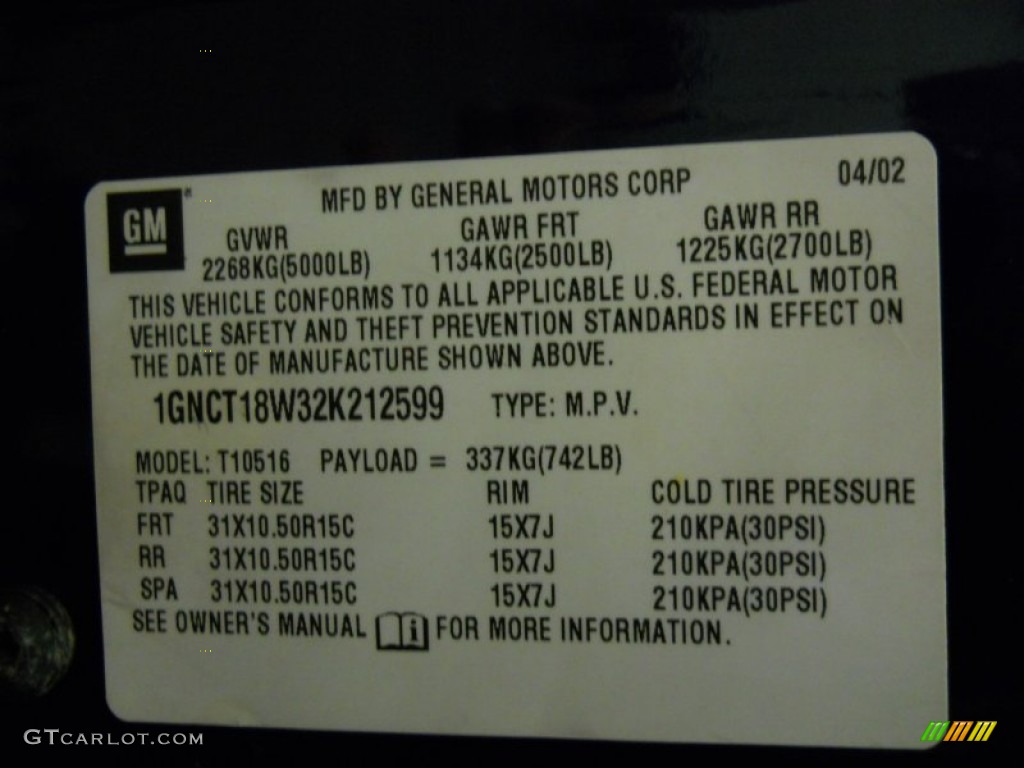 MFD BY GENERAL MOTORS CORP 04/02
GM
GVWR GAWR FRT GAWR RR
2268KG(5000LB) 1134KG(2500LB) 1225KG(2700LB)
THIS VEHICLE CONFORMS TO ALL APPLICABLE U.S. FEDERAL MOTOR
VEHICLE SAFETY AND THEFT PREVENTION STANDARDS IN EFFECT ON
THE DATE OF MANUFACTURE SHOWN ABOVE.
1GNCT18W32K212599 TYPE: M.P.V.
MODEL: T10516 PAYLOAD = 337KG(742LB)
TPAQ TIRE SIZE RIM COLD TIRE PRESSURE
FRT 31X10.50R15C 15X7J 210KPA(30PSI)
RR 31X10.50R15C 15X7J 210KPA(30PSI)
SPA 31X10.50R15C 15X7J 210KPA(30PSI)
SEE OWNER'S MANUAL i FOR MORE INFORMATION.
GTCARLOT.COM